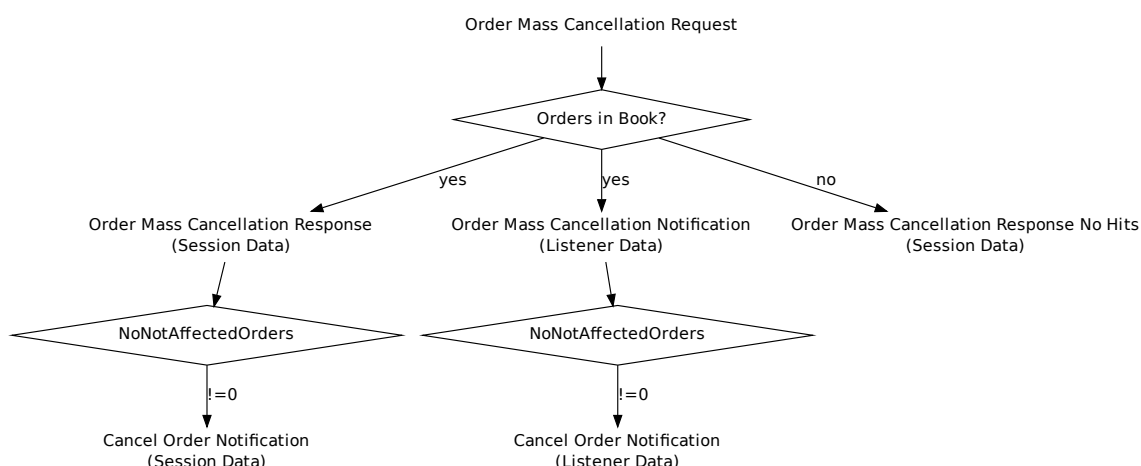 Order Mass Cancellation Request
Orders in Book?
yes
yes
no
Order Mass Cancellation Response
(Session Data)
Order Mass Cancellation Notification
(Listener Data)
Order Mass Cancellation Response No Hits
(Session Data)
NoNotAffectedOrders
NoNotAffectedOrders
!=0
!=0
Cancel Order Notification
(Session Data)
Cancel Order Notification
(Listener Data)